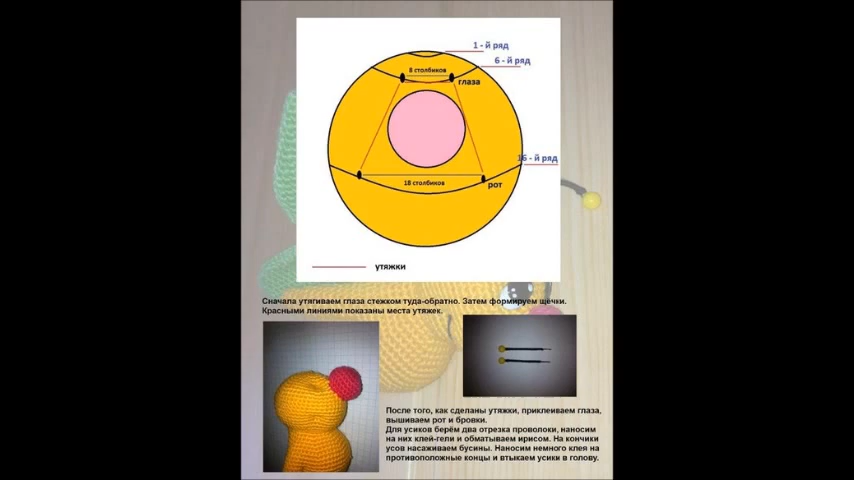 1 - й ряд
6 - й ряд
8 столбиков
глаза
16 - й ряд
18 столбиков
рот
утяжки
Сначала утягиваем глаза стежком туда-обратно. Затем формируем щёчки.
Красными линиями показаны места утяжек.
После того, как сделаны утяжки, приклеиваем глаза,
вышиваем рот и бровки.
Для усиков берём два отрезка проволоки, наносим
на них клей-гели и обматываем ирисом. На кончики
усов насаживаем бусины. Наносим немного клея на
противоположные концы и втыкаем усики в голову.